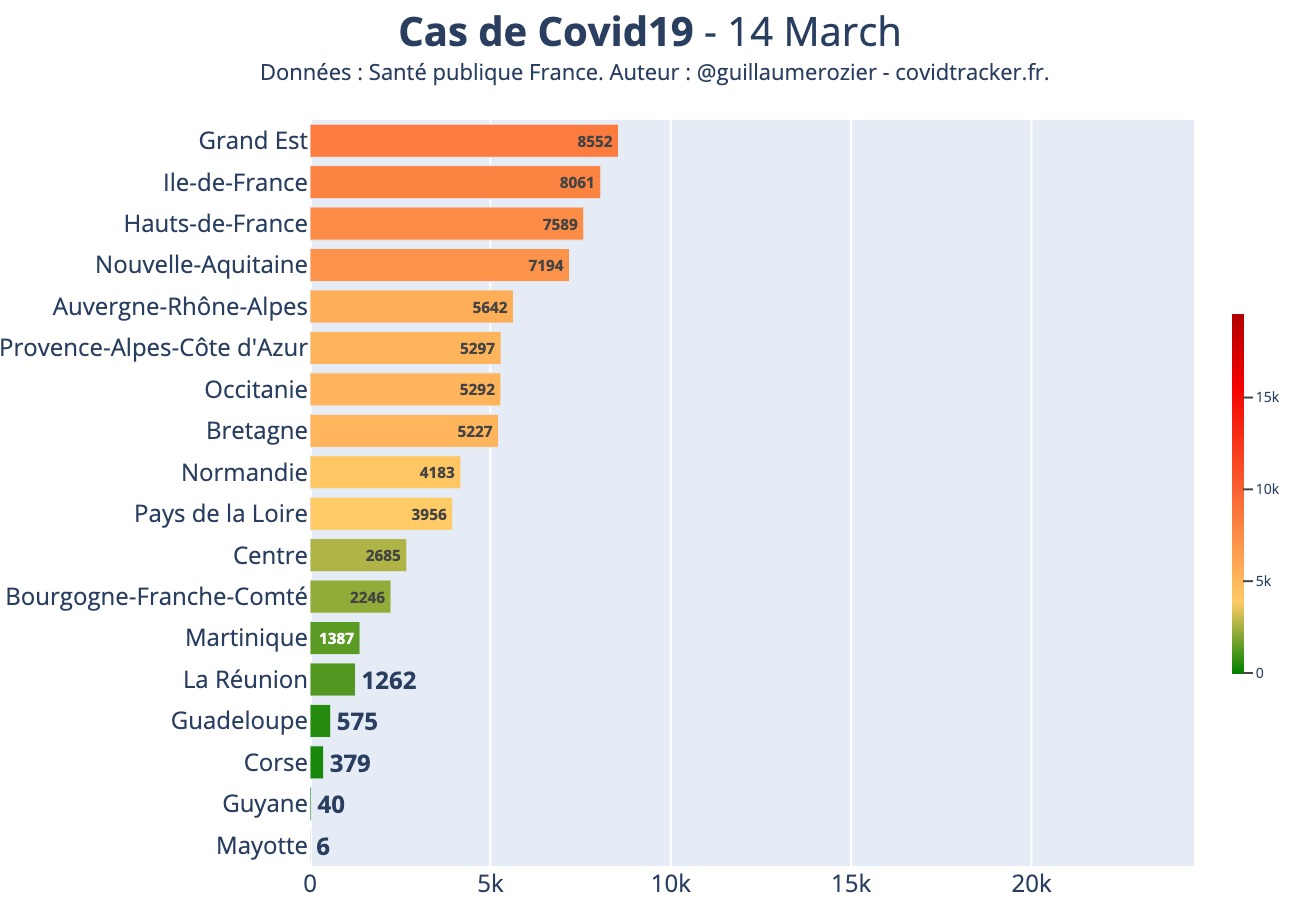 Cas de Covid19 - 14 March
Données : Santé publique France. Auteur : @guillaumerozier - covidtracker.fr.
Grand Est 8552
Ile-de-France 8061
Hauts-de-France 7589
Nouvelle-Aquitaine 7194
Auvergne-Rhône-Alpes 5642
Provence-Alpes-Côte d'Azur 5297
Occitanie 5292
Bretagne 5227
Normandie 4183
Pays de la Loire 3956
Centre 2685
Bourgogne-Franche-Comté 2246
Martinique 1387
La Réunion 1262
Guadeloupe 575
Corse 379
Guyane 40
Mayotte 6
0 5k 10k 15k 20k
15k
10k
5k
0